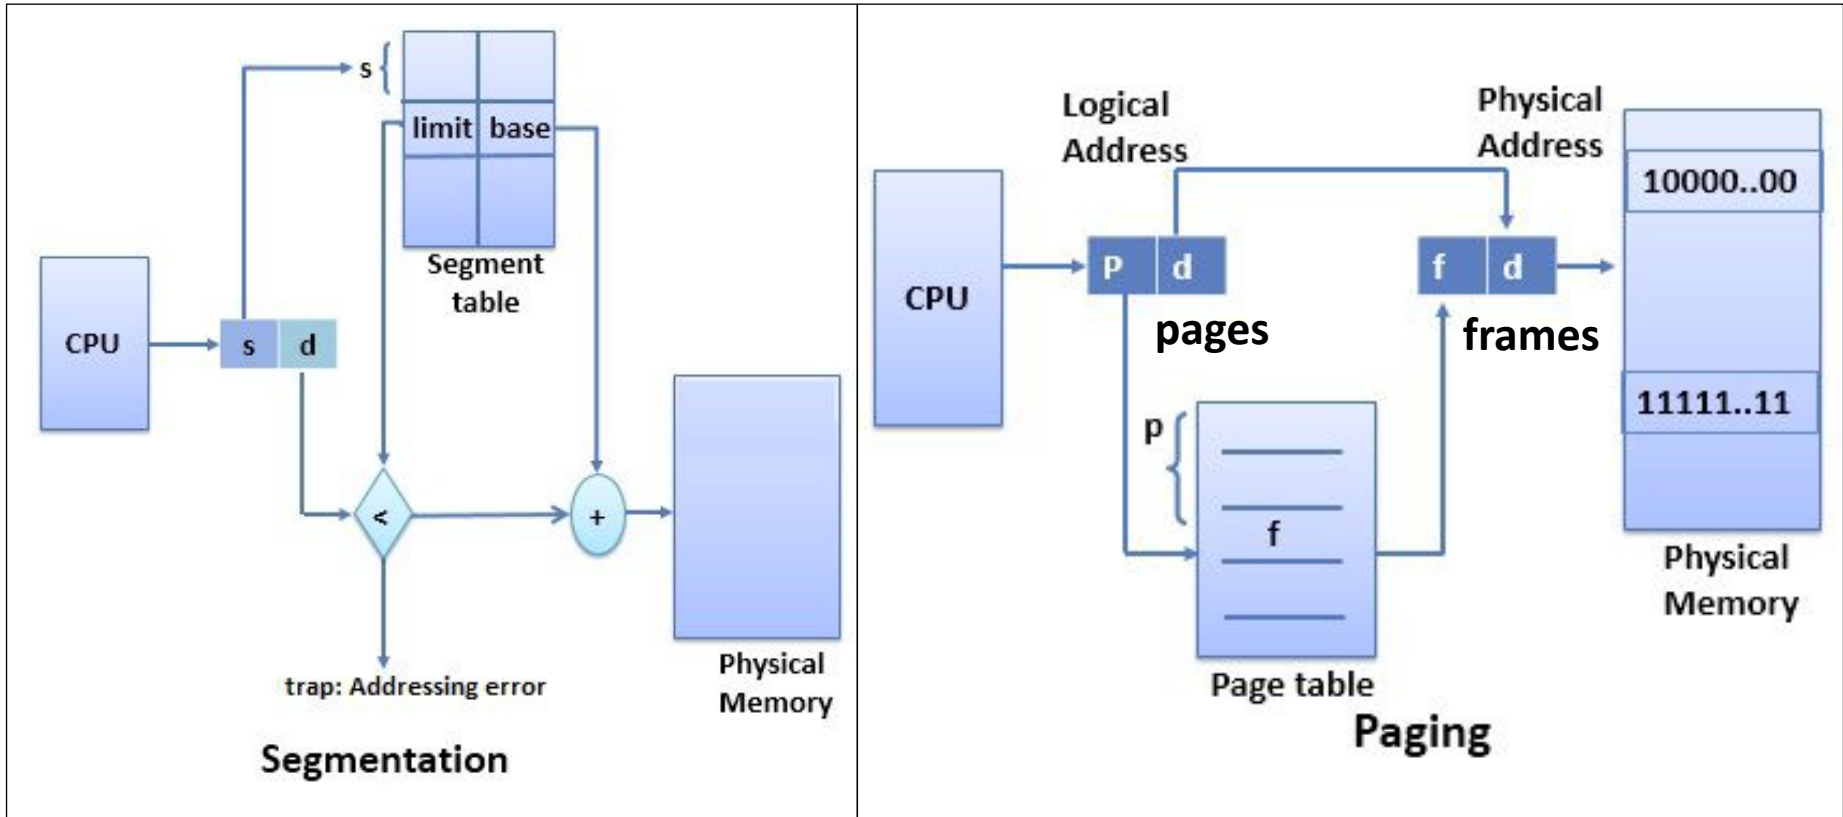 s
limit base
Segment
table
CPU
s d
<
+
trap: Addressing error
Physical
Memory
Segmentation
Logical
Address
Physical
Address
10000..00
CPU
P d
f d
pages
frames
11111..11
p
f
Physical
Memory
Page table
Paging